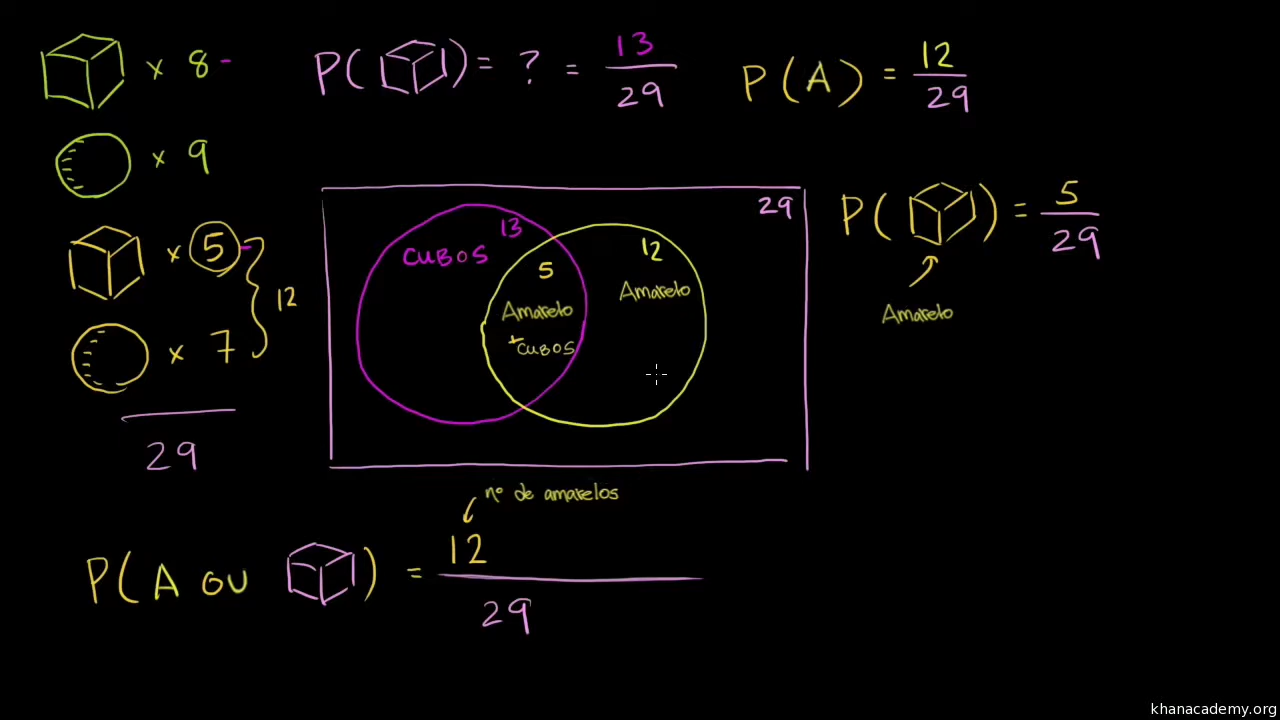 × 8 -
P( ) = ? = 13/29
P(A) = 12/29
× 9
× 5 -
× 7
12
29
29
CUBOS 13
5
Amarelo
+ CUBOS
12
Amarelo
P( ) = 5/29
Amarelo
nº de amarelos
P(A ou ) = 12/29
khanacademy.org